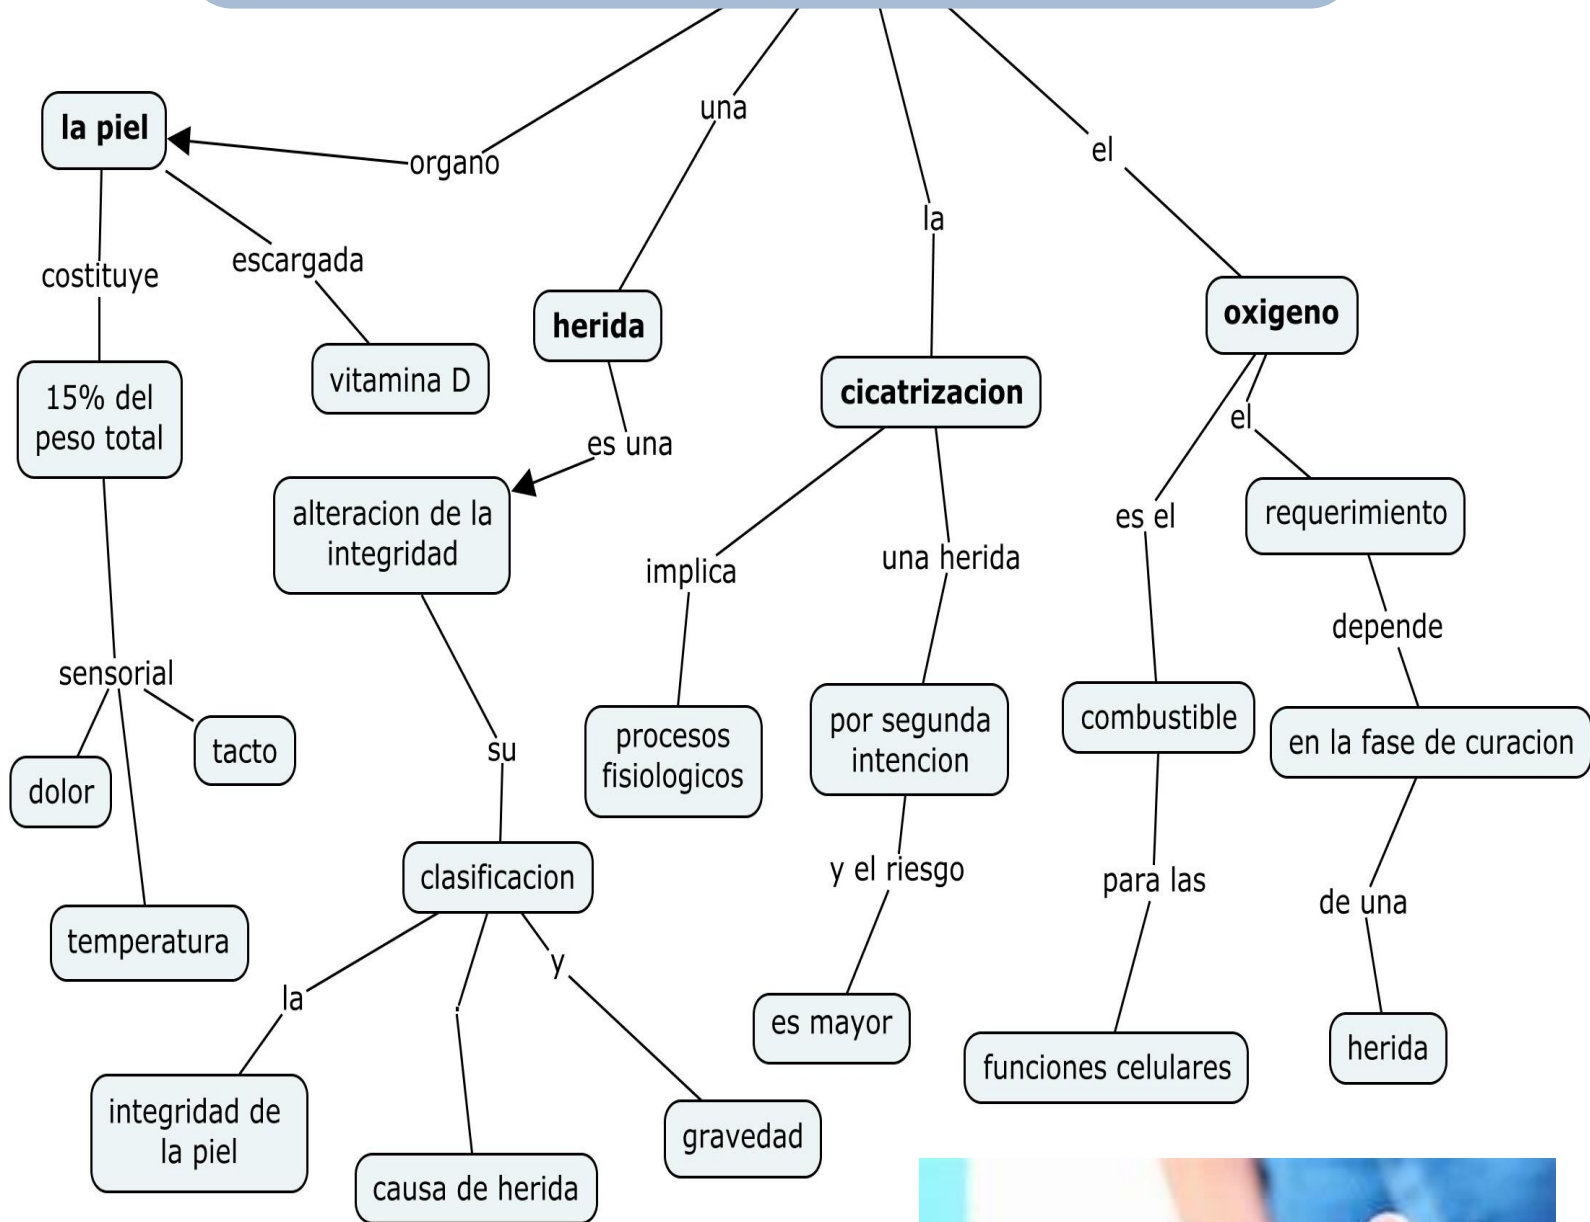 una
la piel
el
organo
la
escargada
costituye
oxigeno
herida
vitamina D
cicatrizacion
15% del
peso total
el
es una
alteracion de la
integridad
requerimiento
es el
una herida
implica
depende
sensorial
por segunda
intencion
combustible
en la fase de curacion
procesos
fisiologicos
tacto
su
dolor
clasificacion
y el riesgo
para las
de una
temperatura
y
la
.
es mayor
herida
funciones celulares
integridad de
la piel
gravedad
causa de herida